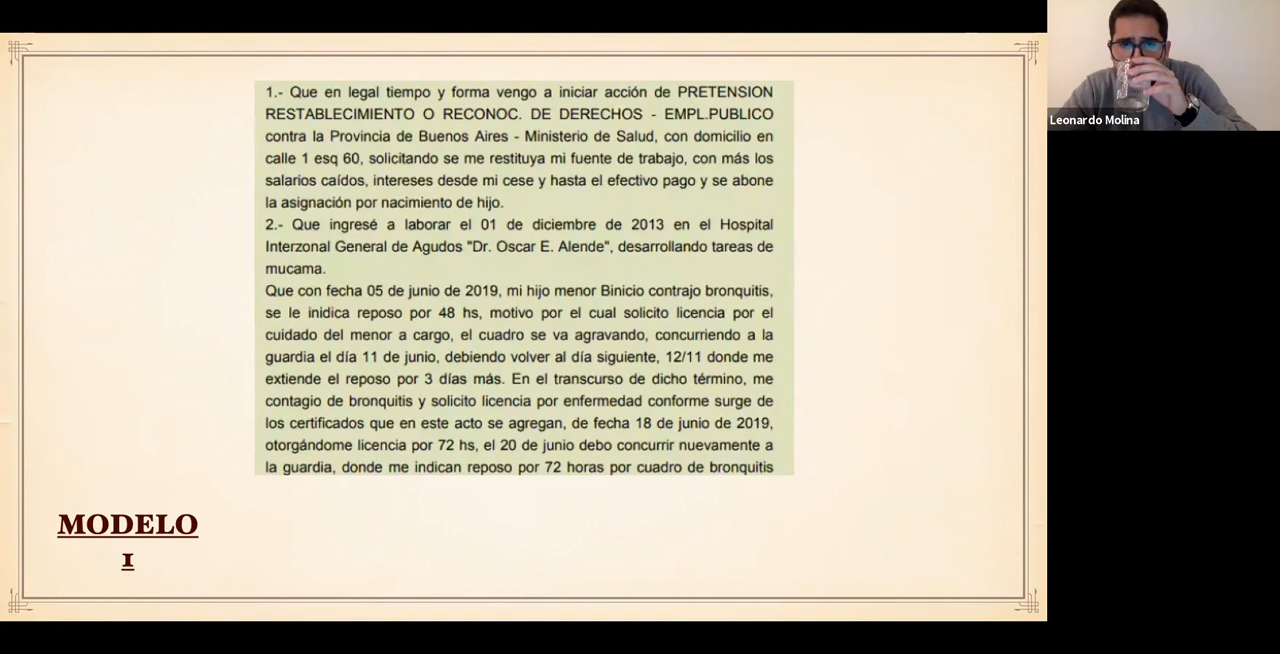 1.- Que en legal tiempo y forma vengo a iniciar acción de PRETENSION
RESTABLECIMIENTO O RECONOC. DE DERECHOS - EMPL.PUBLICO
contra la Provincia de Buenos Aires - Ministerio de Salud, con domicilio en
calle 1 esq 60, solicitando se me restituya mi fuente de trabajo, con más los
salarios caídos, intereses desde mi cese y hasta el efectivo pago y se abone
la asignación por nacimiento de hijo.
2.- Que ingresé a laborar el 01 de diciembre de 2013 en el Hospital
Interzonal General de Agudos "Dr. Oscar E. Alende", desarrollando tareas de
mucama.
Que con fecha 05 de junio de 2019, mi hijo menor Binicio contrajo bronquitis,
se le inidica reposo por 48 hs, motivo por el cual solicito licencia por el
cuidado del menor a cargo, el cuadro se va agravando, concurriendo a la
guardia el día 11 de junio, debiendo volver al día siguiente, 12/11 donde me
extiende el reposo por 3 días más. En el transcurso de dicho término, me
contagio de bronquitis y solicito licencia por enfermedad conforme surge de
los certificados que en este acto se agregan, de fecha 18 de junio de 2019,
otorgándome licencia por 72 hs, el 20 de junio debo concurrir nuevamente a
la guardia, donde me indican reposo por 72 horas por cuadro de bronquitis
MODELO
1
Leonardo Molina